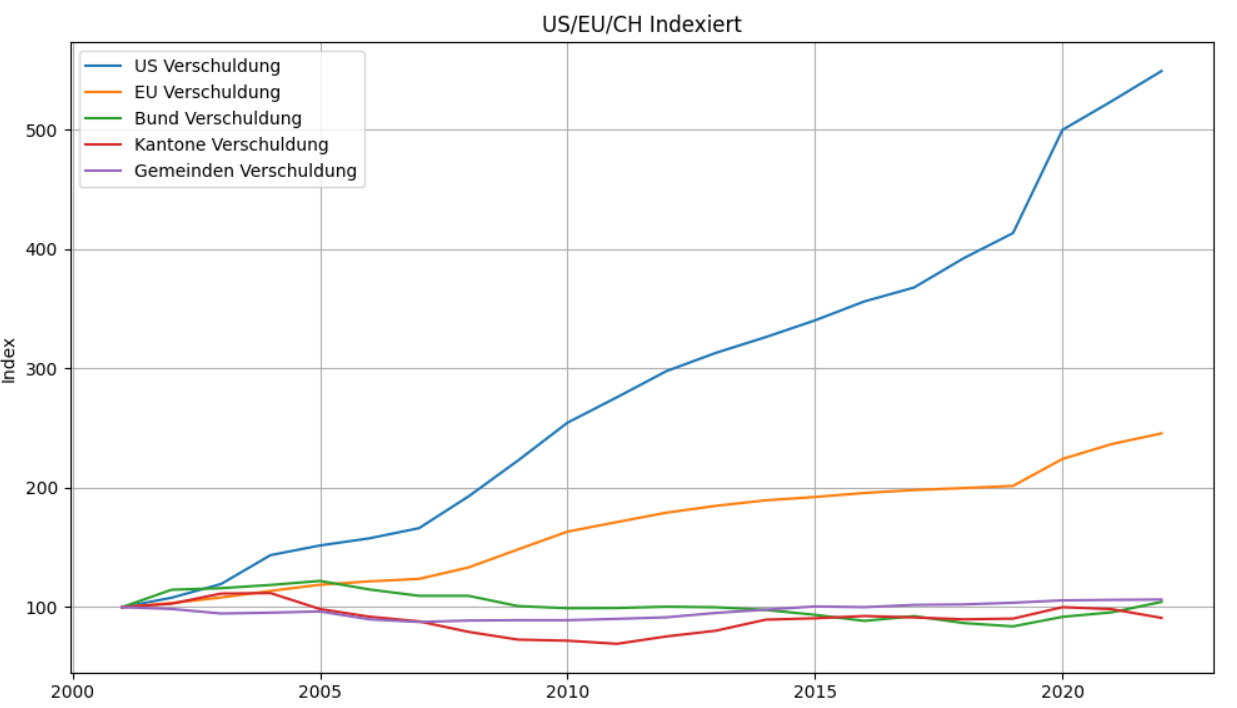 US/EU/CH Indexiert
US Verschuldung
EU Verschuldung
Bund Verschuldung
Kantone Verschuldung
Gemeinden Verschuldung
Index
500
400
300
200
100
2000 2005 2010 2015 2020